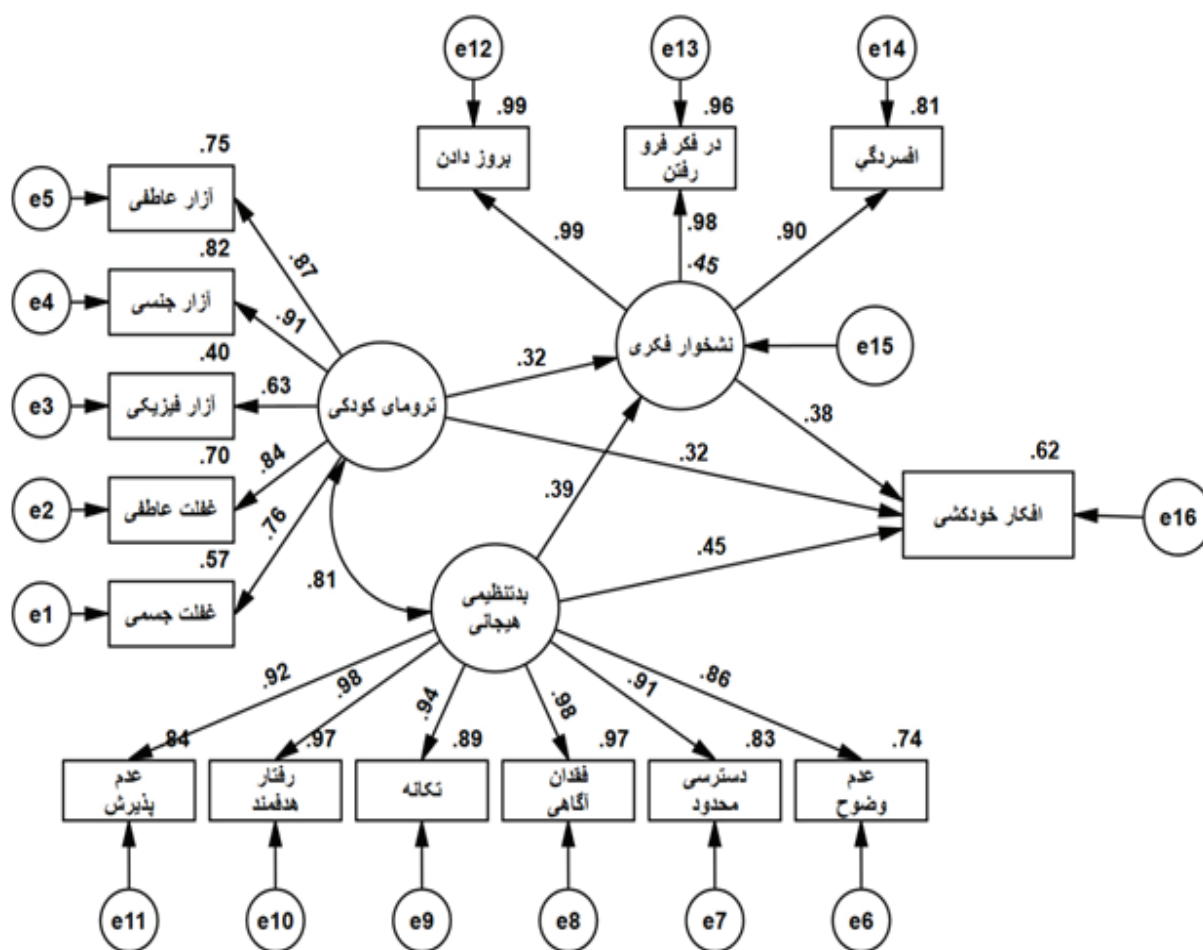 e12
e13
e14
.99
.96
.81
بروز دادن
در فکر فرو
رفتن
افسردگي
.75
e5
آزار عاطفی
.99
.98
.90
.87
.45
.82
e4
آزار جنسی
.91
نشخوار فکری
e15
.40
.32
e3
آزار فیزیکی
.63
ترومای کودکی
.38
.70
.84
.32
.62
e2
غفلت عاطفی
.39
افکار خودکشی
e16
.76
.57
.45
.81
e1
غفلت جسمی
بدتنظیمی
هیجانی
.92
.98
.94
.98
.91
.86
.84
.97
.89
.97
.83
.74
عدم
پذیرش
رفتار
هدفمند
تکانه
فقدان
آگاهی
دسترسی
محدود
عدم
وضوح
e11
e10
e9
e8
e7
e6